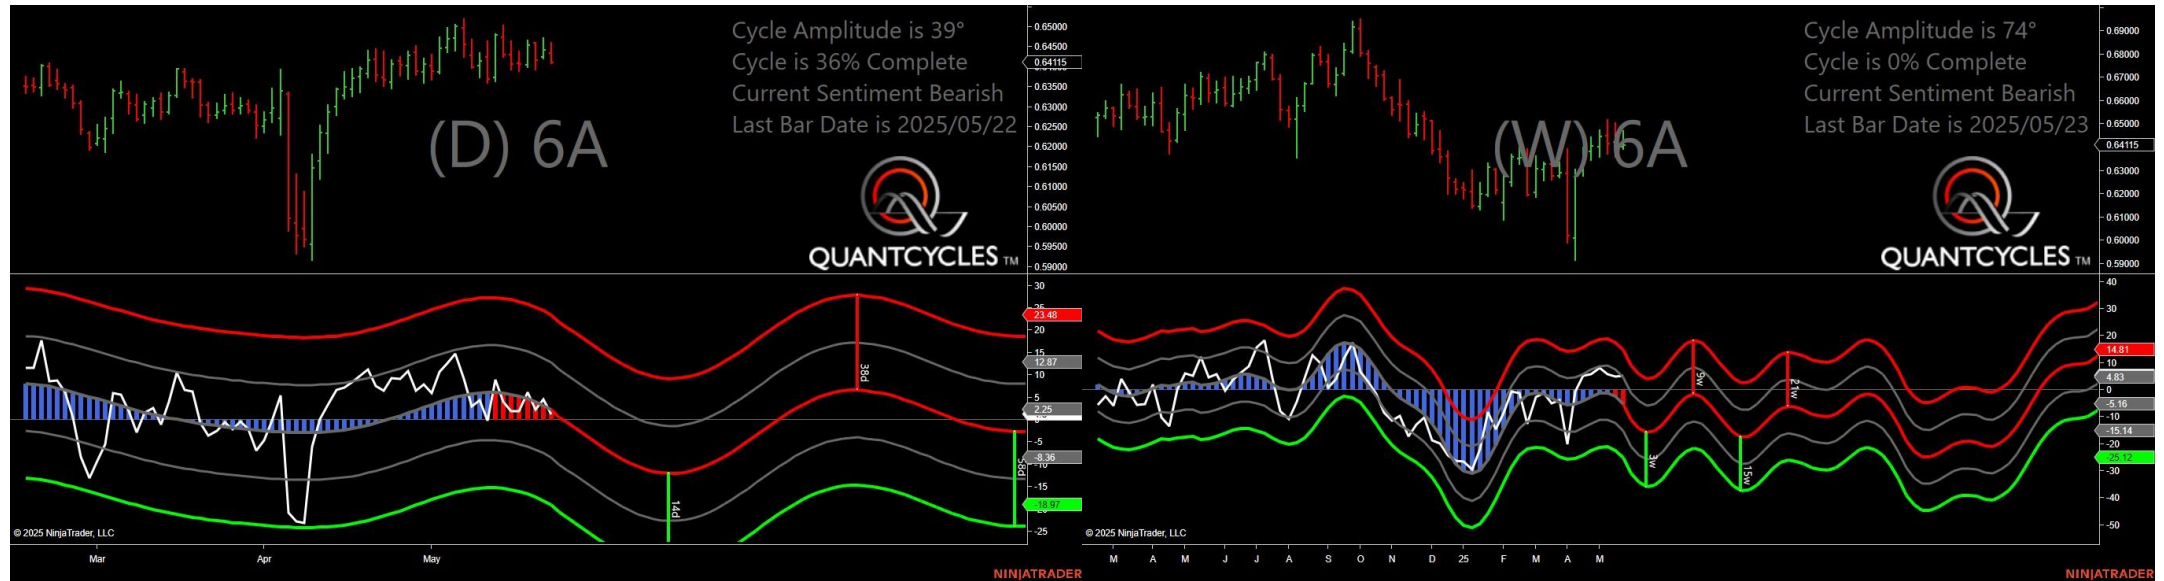 Cycle Amplitude is 39°
Cycle is 36% Complete
Current Sentiment Bearish
Last Bar Date is 2025/05/22
(D) 6A
QUANTCYCLES TM
0.65000
0.64500
0.64115
0.63500
0.63000
0.62500
0.62000
0.61500
0.61000
0.60500
0.60000
0.59500
0.59000
30
25
23.48
20
15
12.87
10
5
2.25
-5
-8.36
-10
-15
-18.97
-25
38d
14d
38d
© 2025 NinjaTrader, LLC
Mar Apr May
NINJATRADER
Cycle Amplitude is 74°
Cycle is 0% Complete
Current Sentiment Bearish
Last Bar Date is 2025/05/23
(W) 6A
QUANTCYCLES TM
0.69000
0.68000
0.67000
0.66000
0.65000
0.64115
0.63000
0.62000
0.61000
0.60000
0.59000
40
30
20
14.81
4.83
0
-5.16
-10
-15.14
-20
-25.12
-30
-40
-50
9w
21w
3w
15w
© 2025 NinjaTrader, LLC
M A M J J A S O N D 25 F M A M
NINJATRADER